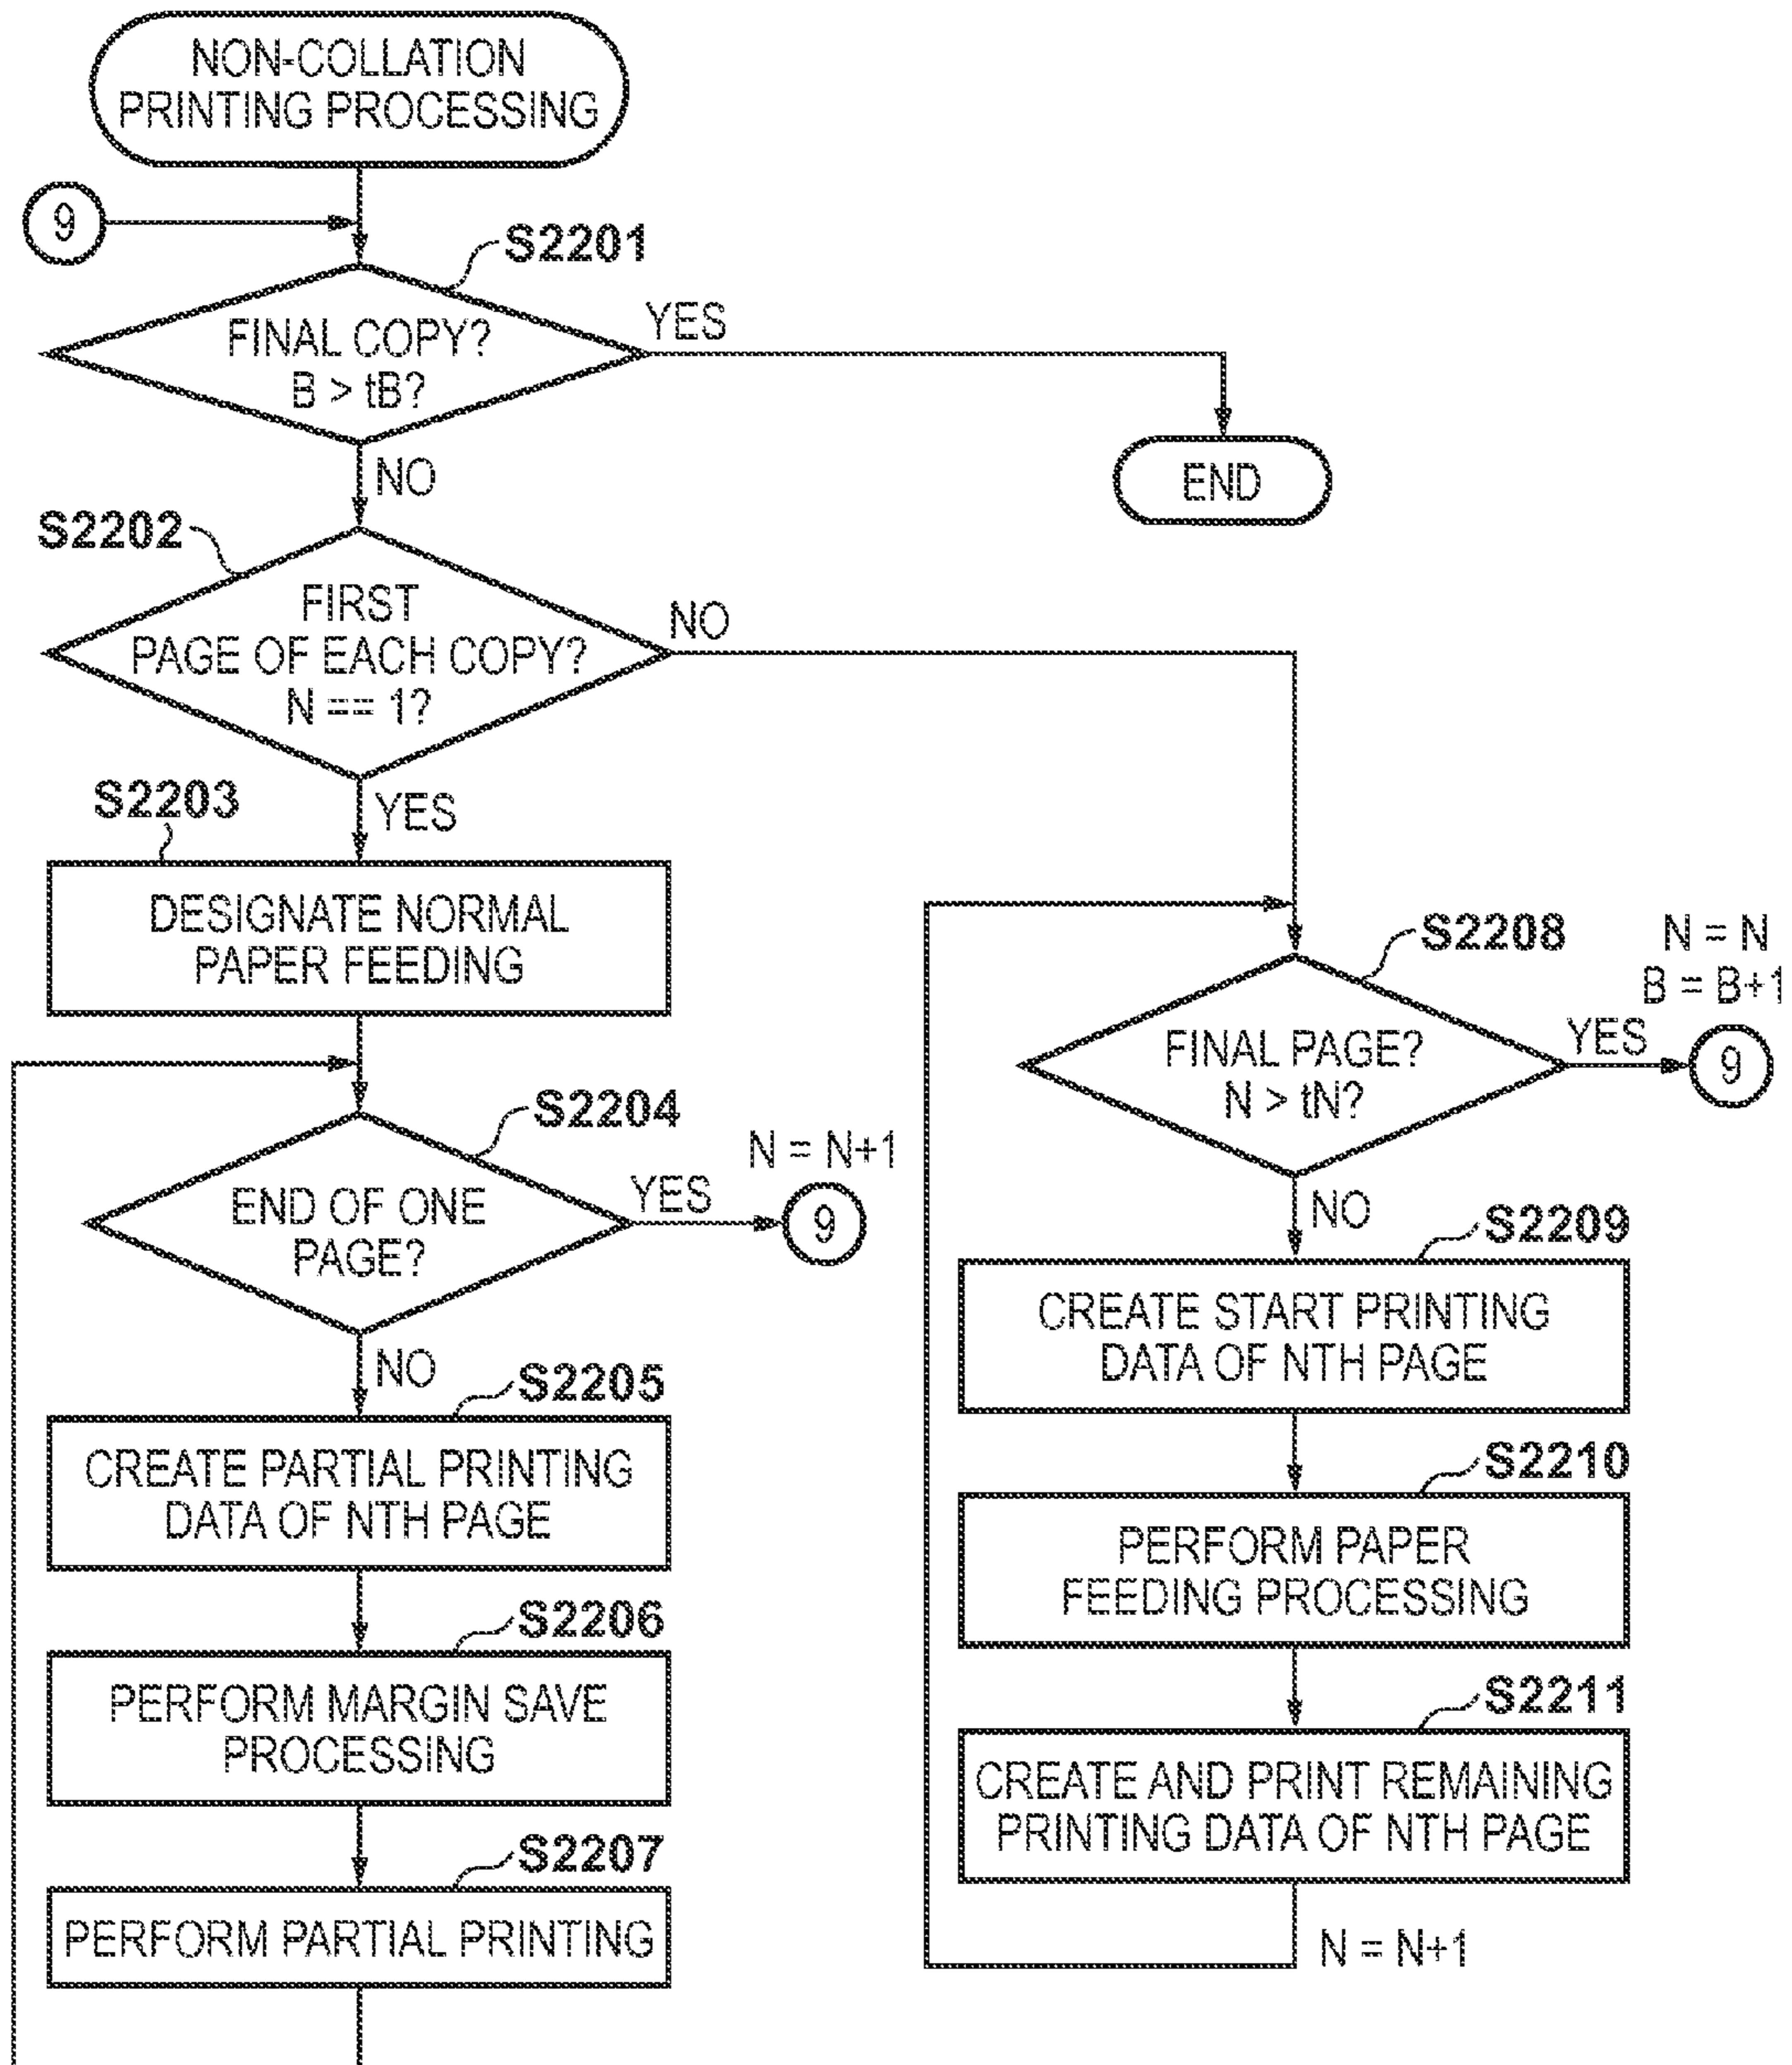 NON-COLLATION
PRINTING PROCESSING
9
S2201
FINAL COPY?
B > tB?
YES
NO
END
S2202
FIRST
PAGE OF EACH COPY?
N == 1?
NO
YES
S2203
DESIGNATE NORMAL
PAPER FEEDING
S2204
END OF ONE
PAGE?
YES
N = N+1
9
NO
S2205
CREATE PARTIAL PRINTING
DATA OF NTH PAGE
S2206
PERFORM MARGIN SAVE
PROCESSING
S2207
PERFORM PARTIAL PRINTING
S2208
FINAL PAGE?
N > tN?
YES
N = N
B = B+1
9
NO
S2209
CREATE START PRINTING
DATA OF NTH PAGE
S2210
PERFORM PAPER
FEEDING PROCESSING
S2211
CREATE AND PRINT REMAINING
PRINTING DATA OF NTH PAGE
N = N+1